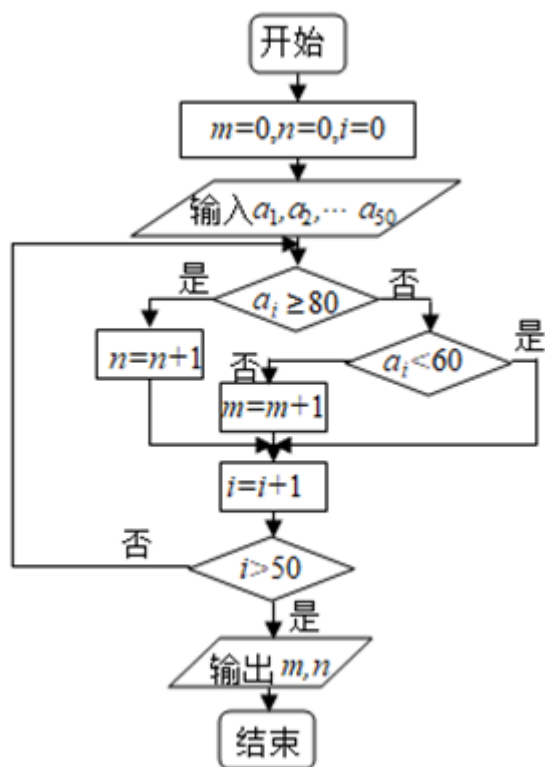 开始
m=0,n=0,i=0
输入a₁,a₂,… a₅₀
是
aᵢ≥80
否
n=n+1
否
aᵢ<60
是
m=m+1
i=i+1
否
i>50
是
输出 m,n
结束